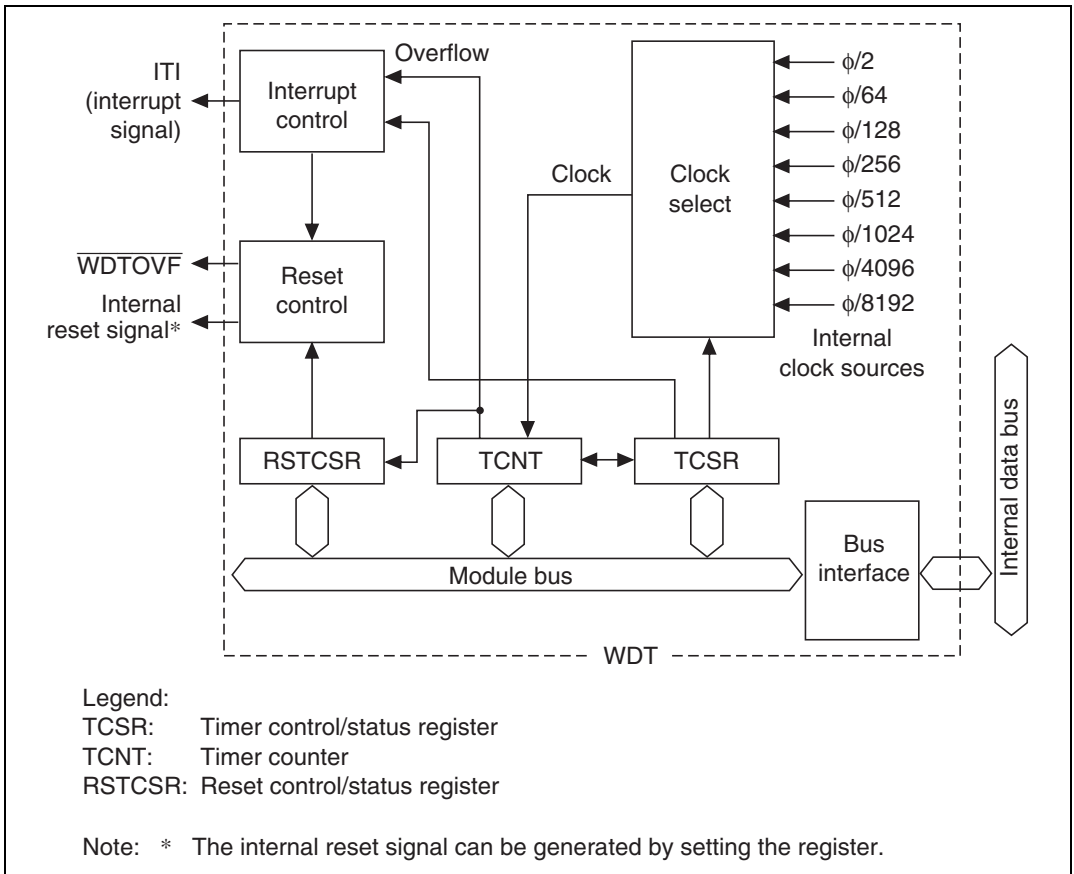 Overflow
ITI
(interrupt
signal)
Interrupt
control
Clock
Clock
select
ϕ/2
ϕ/64
ϕ/128
ϕ/256
ϕ/512
ϕ/1024
ϕ/4096
ϕ/8192
Internal
clock sources
WDTOVF
Internal
reset signal*
Reset
control
RSTCSR
TCNT
TCSR
Module bus
Bus
interface
Internal data bus
WDT
Legend:
TCSR: Timer control/status register
TCNT: Timer counter
RSTCSR: Reset control/status register
Note: * The internal reset signal can be generated by setting the register.